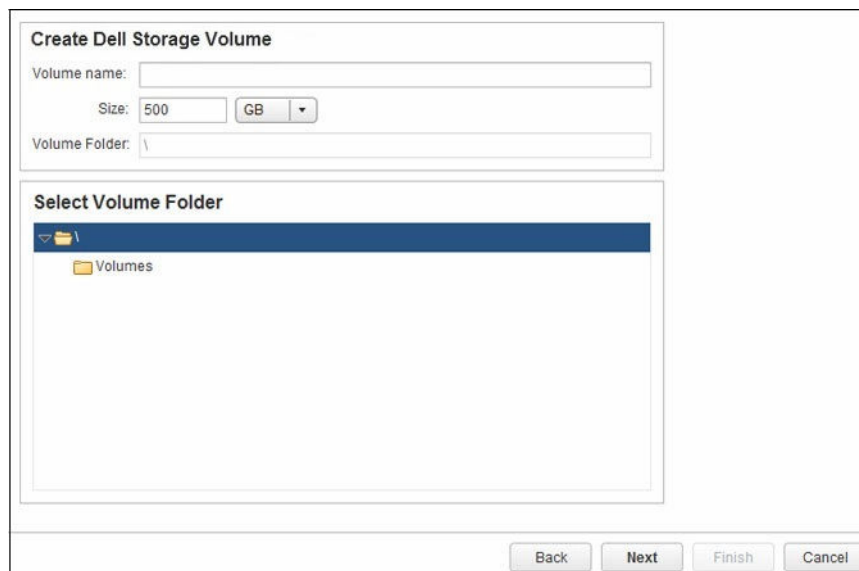 Create Dell Storage Volume
Volume name:
Size: 500 GB
Volume Folder: \
Select Volume Folder
\
Volumes
Back Next Finish Cancel